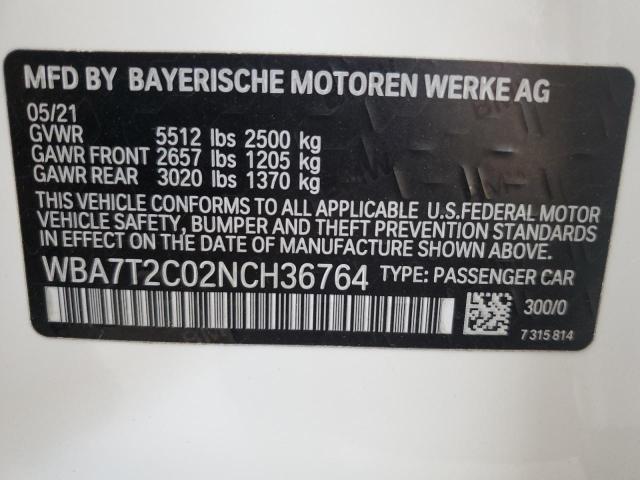 MFD BY BAYERISCHE MOTOREN WERKE AG
05/21
GVWR 5512 lbs 2500 kg
GAWR FRONT 2657 lbs 1205 kg
GAWR REAR 3020 lbs 1370 kg
THIS VEHICLE CONFORMS TO ALL APPLICABLE U.S.FEDERAL MOTOR
VEHICLE SAFETY, BUMPER AND THEFT PREVENTION STANDARDS
IN EFFECT ON THE DATE OF MANUFACTURE SHOWN ABOVE.
WBA7T2C02NCH36764 TYPE: PASSENGER CAR
300/0
7 315 814